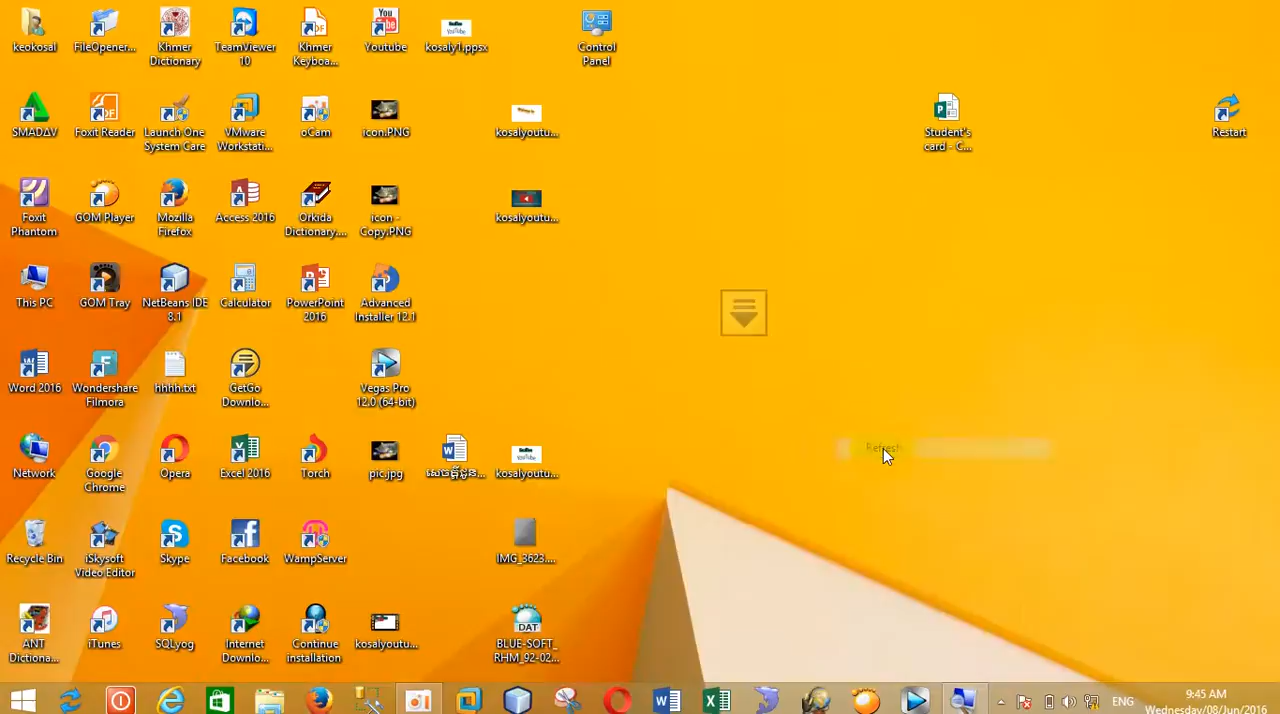 keokosal
FileOpener...
Khmer
Dictionary
TeamViewer
10
Khmer
Keyboa...
Youtube
kosaly1.ppsx
Control
Panel
SMADAV
Foxit Reader
Launch One
System Care
VMware
Workstati...
oCam
icon.PNG
kosalyoutu...
Student's
card - C...
Restart
Foxit
Phantom
GOM Player
Mozilla
Firefox
Access 2016
Orkida
Dictionary....
icon -
Copy.PNG
kosalyoutu...
This PC
GOM Tray
NetBeans IDE
8.1
Calculator
PowerPoint
2016
Advanced
Installer 12.1
Word 2016
Wondershare
Filmora
hhhh.txt
GetGo
Downlo...
Vegas Pro
12.0 (64-bit)
Refresh
Network
Google
Chrome
Opera
Excel 2016
Torch
pic.jpg
kosalyoutu...
Recycle Bin
iSkysoft
Video Editor
Skype
Facebook
WampServer
IMG_3623....
ANT
Dictiona...
iTunes
SQLyog
Internet
Downlo...
Continue
installation
kosalyoutu...
BLUE-SOFT_
RHM_92-02...
ENG
9:45 AM
Wednesday/08/Jun/2016